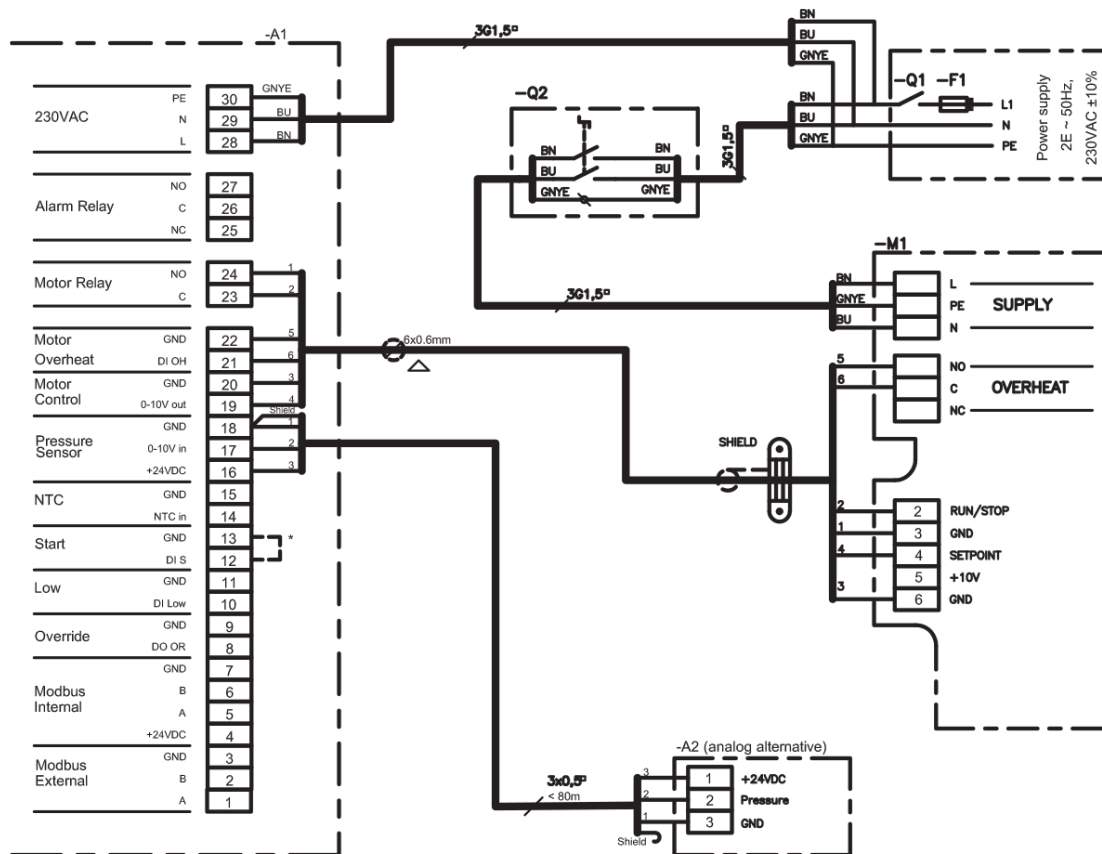 -A1
230VAC
PE 30 GNYE
N 29 BU
L 28 BN
Alarm Relay
NO 27
C 26
NC 25
Motor Relay
NO 24 1
C 23 2
Motor
Overheat
GND 22 5
DI OH 21 6
Motor
Control
GND 20 3
0-10V out 19 4
Pressure
Sensor
Shield
GND 18 1
0-10V in 17 2
+24VDC 16 3
NTC
GND 15
NTC in 14
Start
GND 13 *
DI S 12
Low
GND 11
DI Low 10
Override
GND 9
DO OR 8
Modbus
Internal
GND 7
B 6
A 5
+24VDC 4
Modbus
External
GND 3
B 2
A 1
3G1,5¤
BN
BU
GNYE
-Q1 -F1
BN
BU
GNYE
L1
N
PE
Power supply
2E ~ 50Hz,
230VAC ±10%
-Q2
BN BN
BU BU
GNYE GNYE
3G1,5¤
3G1,5¤
-M1
BN L
GNYE PE
BU N
SUPPLY
6x0.6mm
5 NO
6 C
NC
OVERHEAT
SHIELD
2 2 RUN/STOP
1 3 GND
4 4 SETPOINT
5 +10V
3 6 GND
-A2 (analog alternative)
3x0,5¤
< 80m
3 1 +24VDC
2 2 Pressure
1 3 GND
Shield